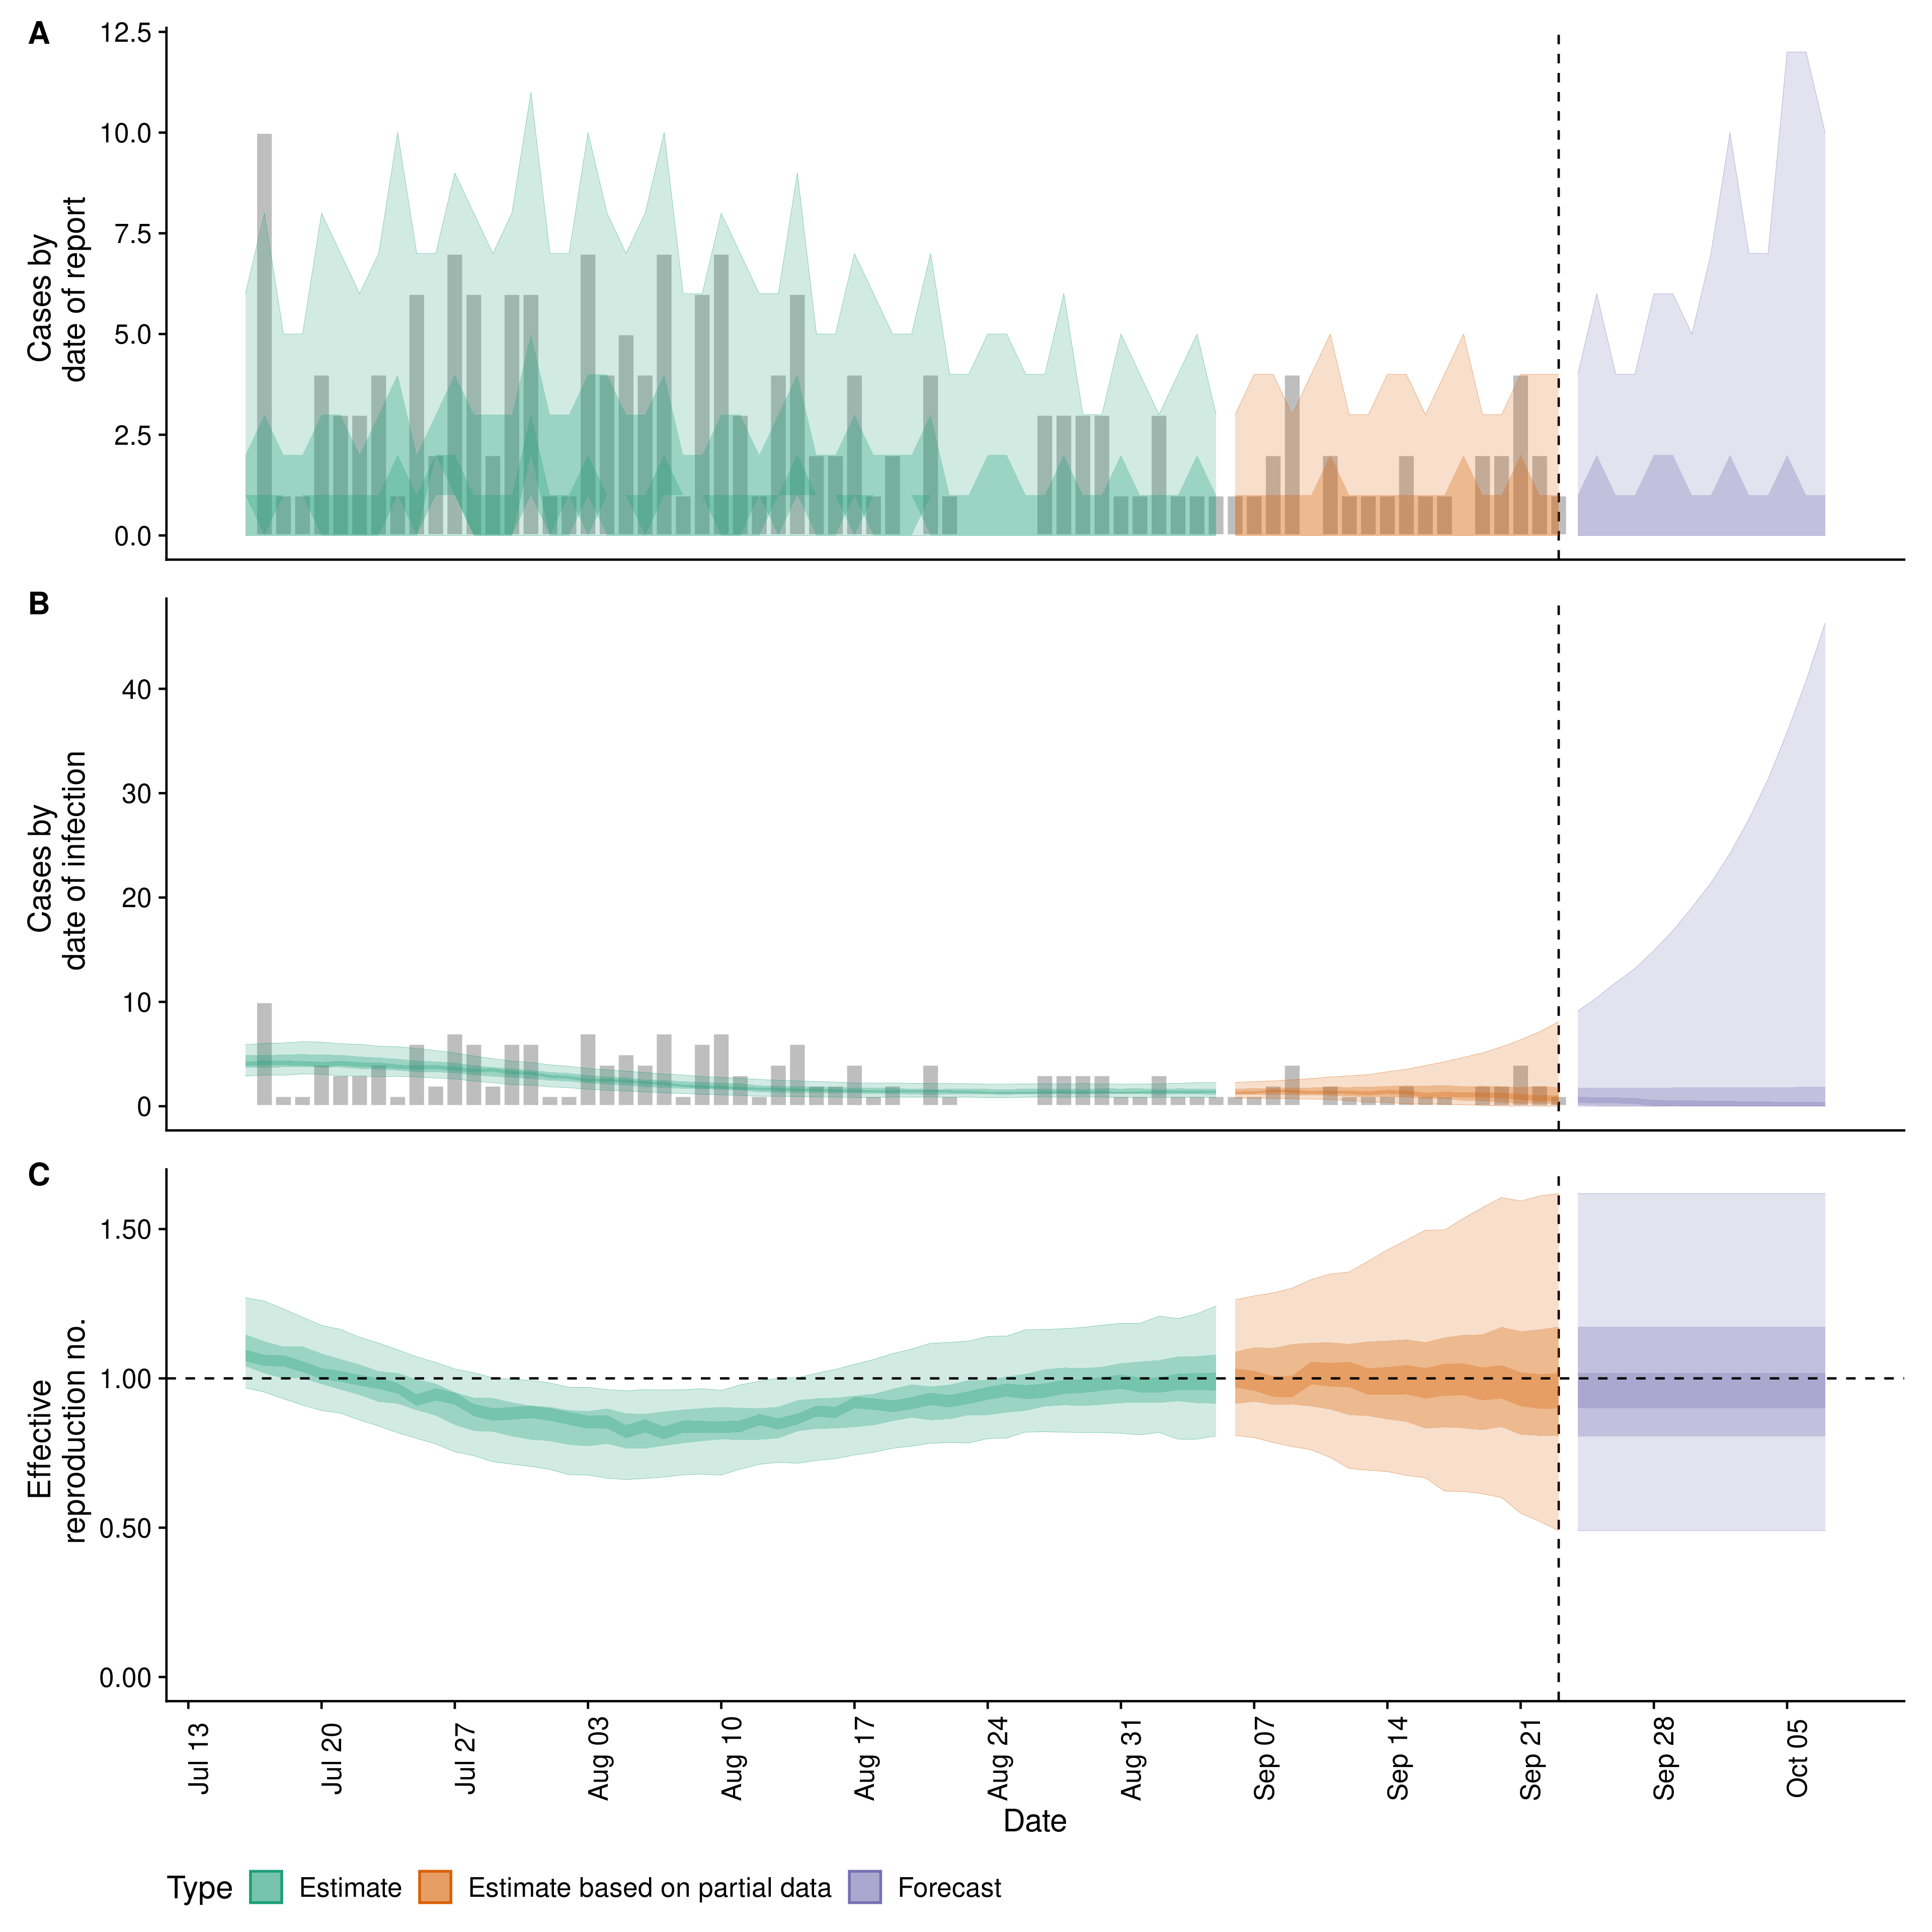 A
Cases by
date of report
12.5
10.0
7.5
5.0
2.5
0.0
B
Cases by
date of infection
40
30
20
10
0
C
Effective
reproduction no.
1.50
1.00
0.50
0.00
Jul 13
Jul 20
Jul 27
Aug 03
Aug 10
Aug 17
Aug 24
Aug 31
Sep 07
Sep 14
Sep 21
Sep 28
Oct 05
Date
Type Estimate Estimate based on partial data Forecast